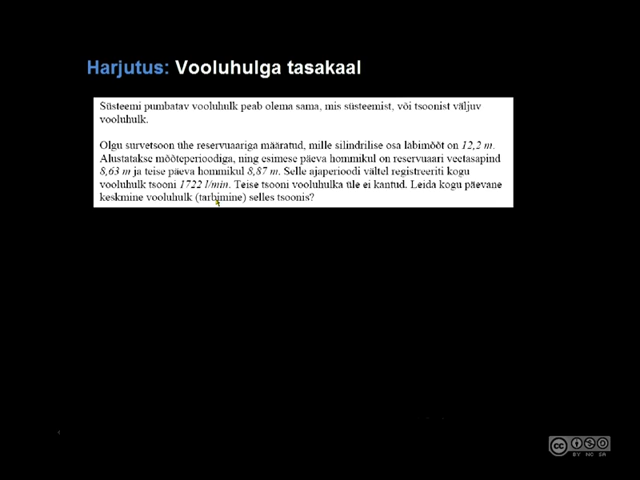 Harjutus: Vooluhulga tasakaal
Süsteemi pumbatav vooluhulk peab olema sama, mis süsteemist, või tsoonist väljuv
vooluhulk.
Olgu survetsoon ühe reservuaariga määratud, mille silindrilise osa läbimõõt on 12,2 m.
Alustatakse mõõteperioodiga, ning esimese päeva hommikul on reservuaari veetasapind
8,63 m ja teise päeva hommikul 8,87 m. Selle ajaperioodi vältel registreeriti kogu
vooluhulk tsooni 1722 l/min. Teise tsooni vooluhulka üle ei kantud. Leida kogu päevane
keskmine vooluhulk (tarbimine) selles tsoonis?
BY NC SA